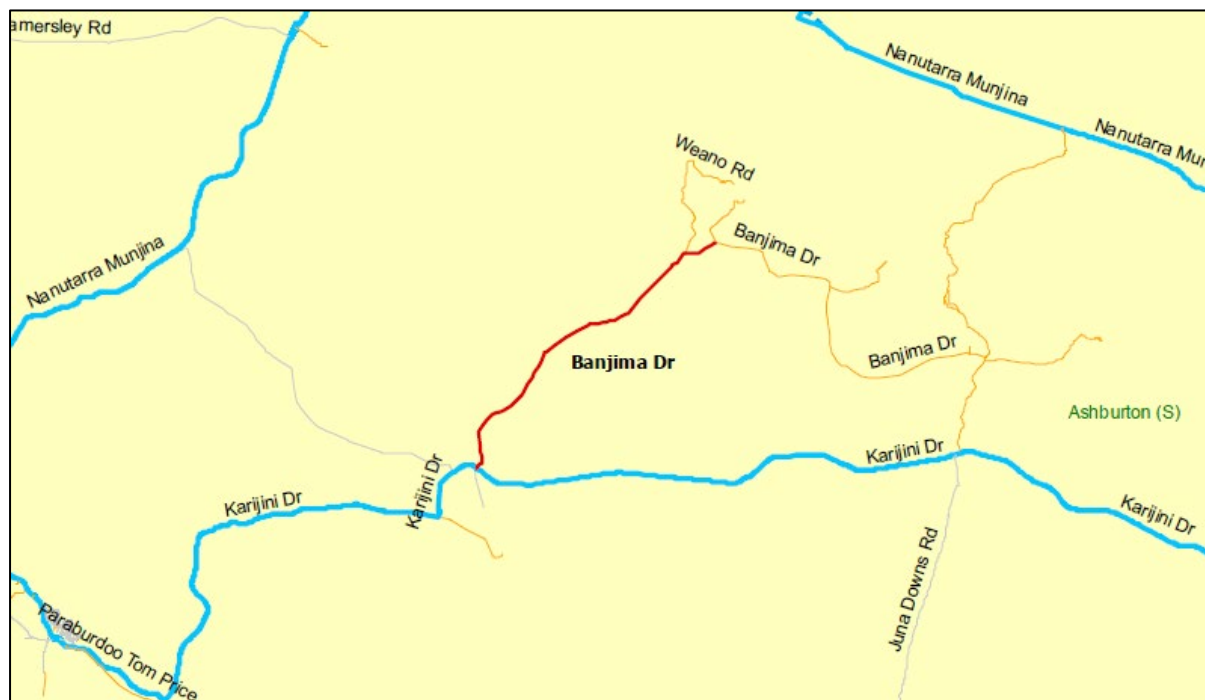 amersley Rd
Nanutarra Munjina
Nanutarra Mun
Weano Rd
Banjima Dr
Nanutarra Munjina
Banjima Dr
Banjima Dr
Ashburton (S)
Karijini Dr
Karijini Dr
Karijini Dr
Karijini Dr
Juna Downs Rd
Paraburdoo Tom Price